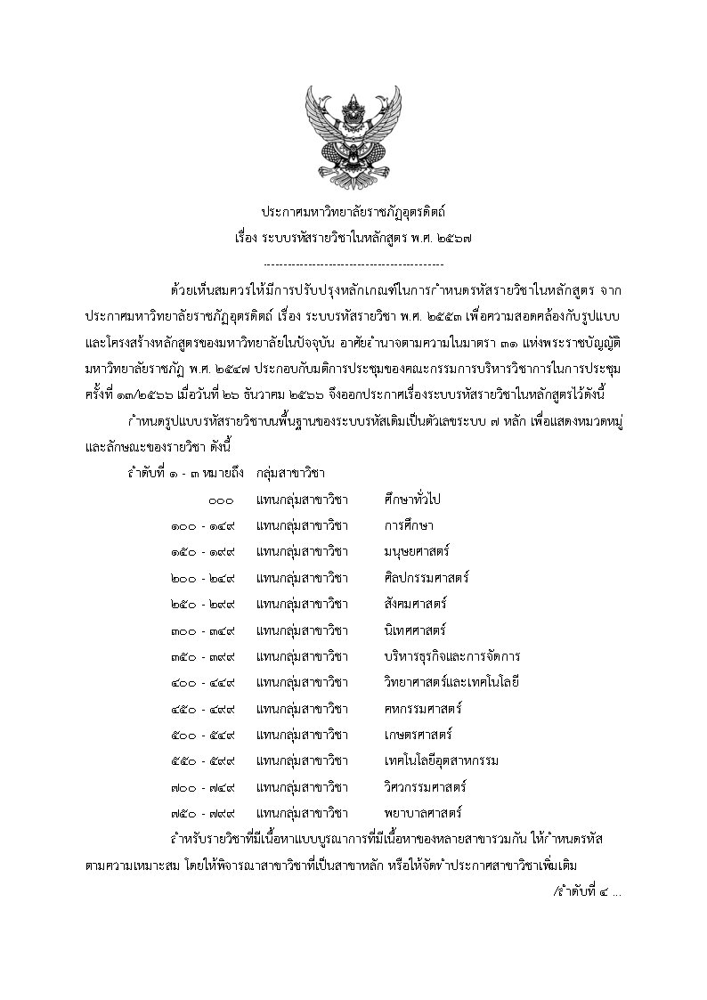 ประกาศมหาวิทยาลัยราชภัฏอุตรดิตถ์
เรื่อง ระบบรหัสรายวิชาในหลักสูตร พ.ศ. ๒๕๖๗
---------------------------------------------
ด้วยเห็นสมควรให้มีการปรับปรุงหลักเกณฑ์ในการกำหนดรหัสรายวิชาในหลักสูตร จาก
ประกาศมหาวิทยาลัยราชภัฏอุตรดิตถ์ เรื่อง ระบบรหัสรายวิชา พ.ศ. ๒๕๕๓ เพื่อความสอดคล้องกับรูปแบบ
และโครงสร้างหลักสูตรของมหาวิทยาลัยในปัจจุบัน อาศัยอำนาจตามความในมาตรา ๓๑ แห่งพระราชบัญญัติ
มหาวิทยาลัยราชภัฏ พ.ศ. ๒๕๔๗ ประกอบกับมติการประชุมของคณะกรรมการบริหารวิชาการในการประชุม
ครั้งที่ ๑๓/๒๕๖๖ เมื่อวันที่ ๒๖ ธันวาคม ๒๕๖๖ จึงออกประกาศเรื่องระบบรหัสรายวิชาในหลักสูตรไว้ดังนี้
กำหนดรูปแบบรหัสรายวิชาบนพื้นฐานของระบบรหัสเดิมเป็นตัวเลขระบบ ๗ หลัก เพื่อแสดงหมวดหมู่
และลักษณะของรายวิชา ดังนี้
ลำดับที่ ๑ - ๓ หมายถึง กลุ่มสาขาวิชา
๐๐๐ แทนกลุ่มสาขาวิชา ศึกษาทั่วไป
๑๐๐ - ๑๔๙ แทนกลุ่มสาขาวิชา การศึกษา
๑๕๐ - ๑๙๙ แทนกลุ่มสาขาวิชา มนุษยศาสตร์
๒๐๐ - ๒๔๙ แทนกลุ่มสาขาวิชา ศิลปกรรมศาสตร์
๒๕๐ - ๒๙๙ แทนกลุ่มสาขาวิชา สังคมศาสตร์
๓๐๐ - ๓๔๙ แทนกลุ่มสาขาวิชา นิเทศศาสตร์
๓๕๐ - ๓๙๙ แทนกลุ่มสาขาวิชา บริหารธุรกิจและการจัดการ
๔๐๐ - ๔๔๙ แทนกลุ่มสาขาวิชา วิทยาศาสตร์และเทคโนโลยี
๔๕๐ - ๔๙๙ แทนกลุ่มสาขาวิชา คหกรรมศาสตร์
๕๐๐ - ๕๔๙ แทนกลุ่มสาขาวิชา เกษตรศาสตร์
๕๕๐ - ๕๙๙ แทนกลุ่มสาขาวิชา เทคโนโลยีอุตสาหกรรม
๗๐๐ - ๗๔๙ แทนกลุ่มสาขาวิชา วิศวกรรมศาสตร์
๗๕๐ - ๗๙๙ แทนกลุ่มสาขาวิชา พยาบาลศาสตร์
สำหรับรายวิชาที่มีเนื้อหาแบบบูรณาการที่มีเนื้อหาของหลายสาขารวมกัน ให้กำหนดรหัส
ตามความเหมาะสม โดยให้พิจารณาสาขาวิชาที่เป็นสาขาหลัก หรือให้จัดทำประกาศสาขาวิชาเพิ่มเติม
/ลำดับที่ ๔ ...